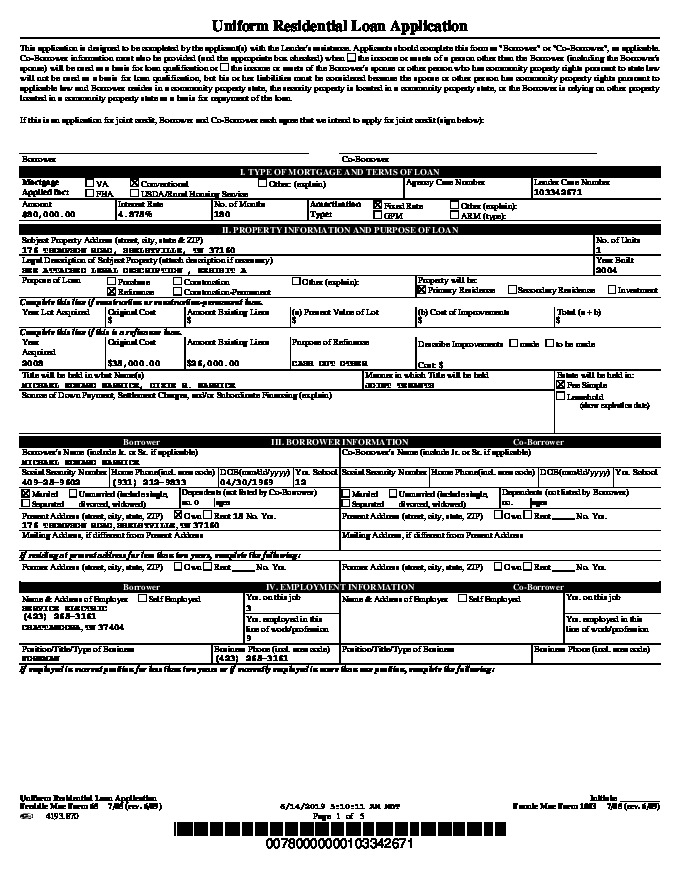 Uniform Residential Loan Application
This application is designed to be completed by the applicant(s) with the Lender's assistance. Applicants should complete this form as "Borrower" or "Co-Borrower", as applicable.
Co-Borrower information must also be provided (and the appropriate box checked) when the income or assets of a person other than the Borrower (including the Borrower's
spouse) will be used as a basis for loan qualification or the income or assets of the Borrower's spouse or other person who has community property rights pursuant to state law
will not be used as a basis for loan qualification, but his or her liabilities must be considered because the spouse or other person has community property rights pursuant to
applicable law and Borrower resides in a community property state, the security property is located in a community property state, or the Borrower is relying on other property
located in a community property state as a basis for repayment of the loan.
If this is an application for joint credit, Borrower and Co-Borrower each agree that we intend to apply for joint credit (sign below):
Borrower Co-Borrower
I. TYPE OF MORTGAGE AND TERMS OF LOAN
Mortgage VA Conventional Other: (explain) Agency Case Number Lender Case Number
Applied for: FHA USDA/Rural Housing Service 103342671
Amount Interest Rate No. of Months Amortization Fixed Rate Other (explain):
$80,000.00 4.875% 180 Type: GPM ARM (type):
II. PROPERTY INFORMATION AND PURPOSE OF LOAN
Subject Property Address (street, city, state & ZIP) No. of Units
176 THOMPSON ROAD, SHELBYVILLE, TN 37160 1
Legal Description of Subject Property (attach description if necessary) Year Built
SEE ATTACHED LEGAL DESCRIPTION , EXHIBIT A 2004
Purpose of Loan Purchase Construction Other (explain): Property will be:
Refinance Construction-Permanent Primary Residence Secondary Residence Investment
Complete this line if construction or construction-permanent loan.
Year Lot Acquired Original Cost Amount Existing Liens (a) Present Value of Lot (b) Cost of Improvements Total (a + b)
$ $ $ $ $
Complete this line if this is a refinance loan.
Year Original Cost Amount Existing Liens Purpose of Refinance Describe Improvements made to be made
Acquired
2003 $38,000.00 $26,000.00 CASH OUT OTHER Cost: $
Title will be held in what Name(s) Manner in which Title will be held Estate will be held in:
MICHAEL EDWARD JOINT TENANTS Fee Simple
Source of Down Payment, Settlement Charges, and/or Subordinate Financing (explain) Leasehold
(show expiration date)
Borrower III. BORROWER INFORMATION Co-Borrower
Borrower's Name (include Jr. or Sr. if applicable) Co-Borrower's Name (include Jr. or Sr. if applicable)
MICHAEL EDWARD
Social Security Number Home Phone(incl. area code) DOB(mm/dd/yyyy) Yrs. School Social Security Number Home Phone(incl. area code) DOB(mm/dd/yyyy) Yrs. School
409-25-9602 (931) 212-9833 04/30/1969 12
Married Unmarried (include single, Dependents (not listed by Co-Borrower) Married Unmarried (include single, Dependents (not listed by Borrower)
Separated divorced, widowed) no. 0 ages Separated divorced, widowed) no. ages
Present Address (street, city, state, ZIP) Own Rent 18 No. Yrs. Present Address (street, city, state, ZIP) Own Rent No. Yrs.
176 THOMPSON ROAD, SHELBYVILLE, TN 37160
Mailing Address, if different from Present Address Mailing Address, if different from Present Address
If residing at present address for less than two years, complete the following:
Former Address (street, city, state, ZIP) Own Rent No. Yrs. Former Address (street, city, state, ZIP) Own Rent No. Yrs.
Borrower IV. EMPLOYMENT INFORMATION Co-Borrower
Name & Address of Employer Self Employed Yrs. on this job Name & Address of Employer Self Employed Yrs. on this job
SERVICE ELECTRIC 3
(423) 265-3161 Yrs. employed in this Yrs. employed in this
CHATTANOOGA, TN 37404 line of work/profession line of work/profession
9
Position/Title/Type of Business Business Phone (incl. area code) Position/Title/Type of Business Business Phone (incl. area code)
FOREMAN (423) 265-3161
If employed in current position for less than two years or if currently employed in more than one position, complete the following:
Uniform Residential Loan Application Initials:
Freddie Mac Form 65 7/05 (rev. 6/09) 6/14/2019 5:10:11 AM MDT Fannie Mae Form 1003 7/05 (rev. 6/09)
4193.870 Page 1 of 5
00780000000103342671